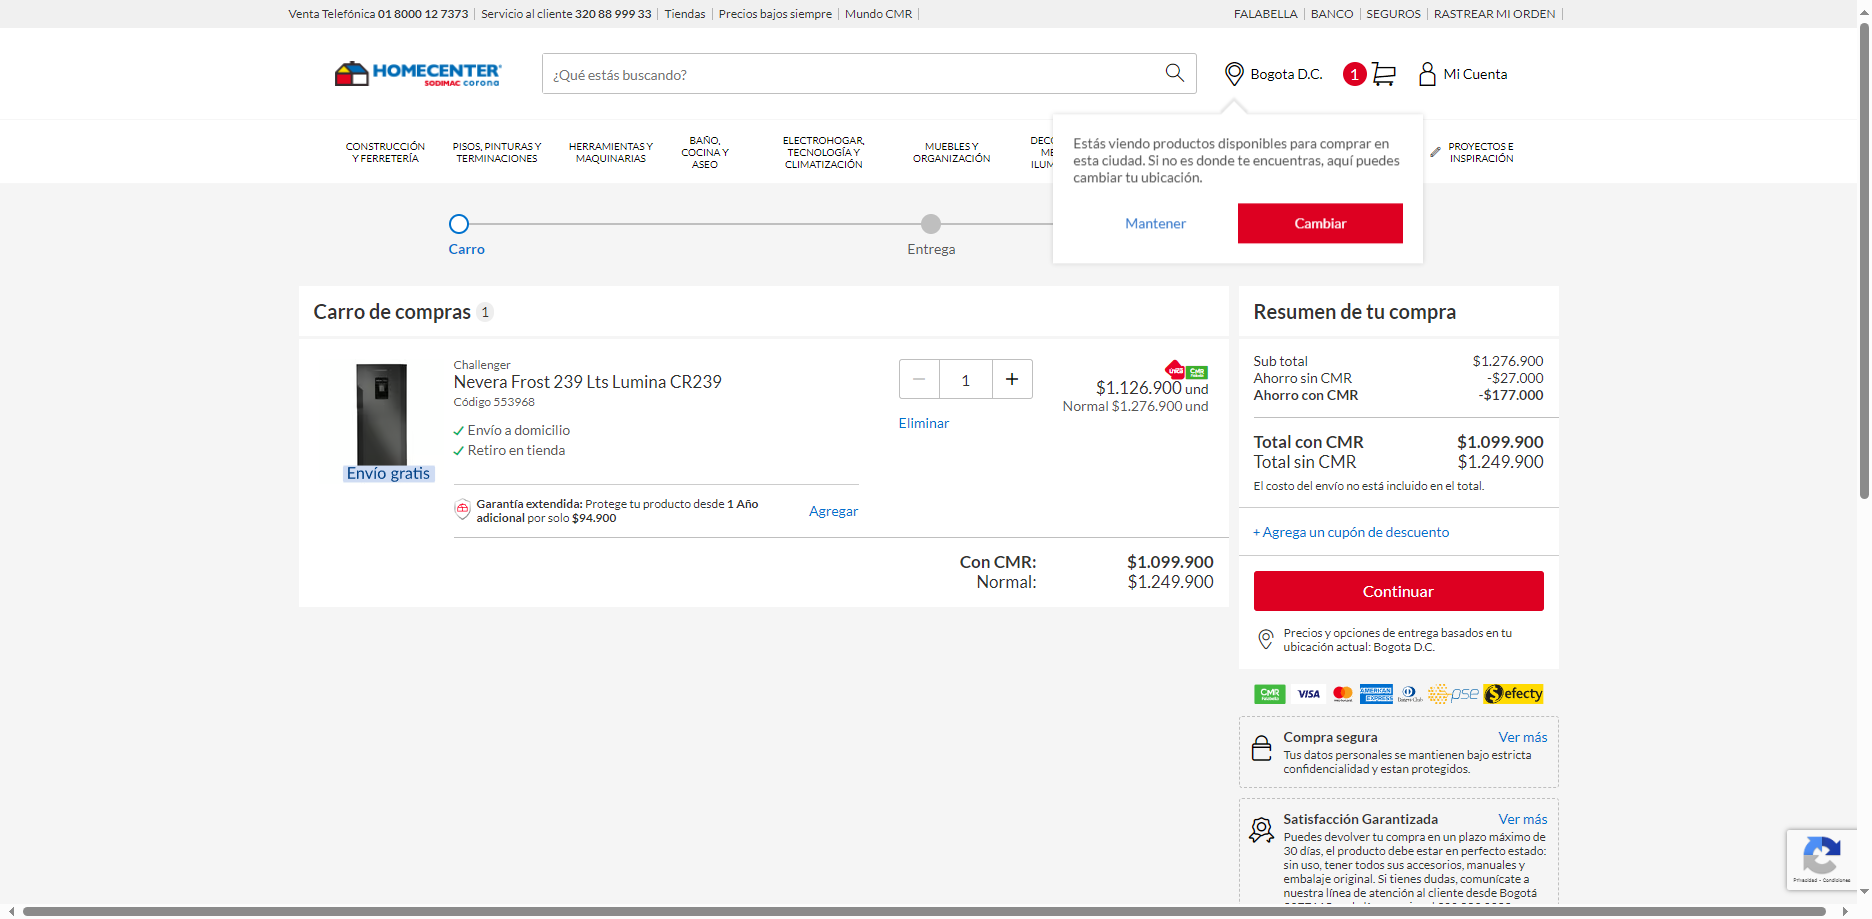 Venta Telefónica 01 8000 12 7373
Servicio al cliente 320 88 999 33
Tiendas
Precios bajos siempre
Mundo CMR
FALABELLA
BANCO
SEGUROS
RASTREAR MI ORDEN
HOMECENTER
SODIMAC corona
¿Qué estás buscando?
Bogota D.C.
1
Mi Cuenta
CONSTRUCCIÓN
Y FERRETERÍA
PISOS, PINTURAS Y
TERMINACIONES
HERRAMIENTAS Y
MAQUINARIAS
BAÑO,
COCINA Y
ASEO
ELECTROHOGAR,
TECNOLOGÍA Y
CLIMATIZACIÓN
MUEBLES Y
ORGANIZACIÓN
PROYECTOS E
INSPIRACIÓN
Estás viendo productos disponibles para comprar en
esta ciudad. Si no es donde te encuentras, aquí puedes
cambiar tu ubicación.
Mantener
Cambiar
Carro
Entrega
Carro de compras 1
Challenger
Nevera Frost 239 Lts Lumina CR239
Código 553968
Envío a domicilio
Retiro en tienda
Envío gratis
1
Eliminar
CMR
$1.126.900 und
Normal $1.276.900 und
Garantía extendida: Protege tu producto desde 1 Año
adicional por solo $94.900
Agregar
Con CMR: $1.099.900
Normal: $1.249.900
Resumen de tu compra
Sub total $1.276.900
Ahorro sin CMR -$27.000
Ahorro con CMR -$177.000
Total con CMR $1.099.900
Total sin CMR $1.249.900
El costo del envío no está incluido en el total.
+ Agrega un cupón de descuento
Continuar
Precios y opciones de entrega basados en tu
ubicación actual: Bogota D.C.
CMR
VISA
AMERICAN EXPRESS
Diners Club
pse
efecty
Compra segura Ver más
Tus datos personales se mantienen bajo estricta
confidencialidad y estan protegidos.
Satisfacción Garantizada Ver más
Puedes devolver tu compra en un plazo máximo de
30 días, el producto debe estar en perfecto estado:
sin uso, tener todos sus accesorios, manuales y
embalaje original. Si tienes dudas, comunícate a
nuestra línea de atención al cliente desde Bogotá
Privacidad - Condiciones